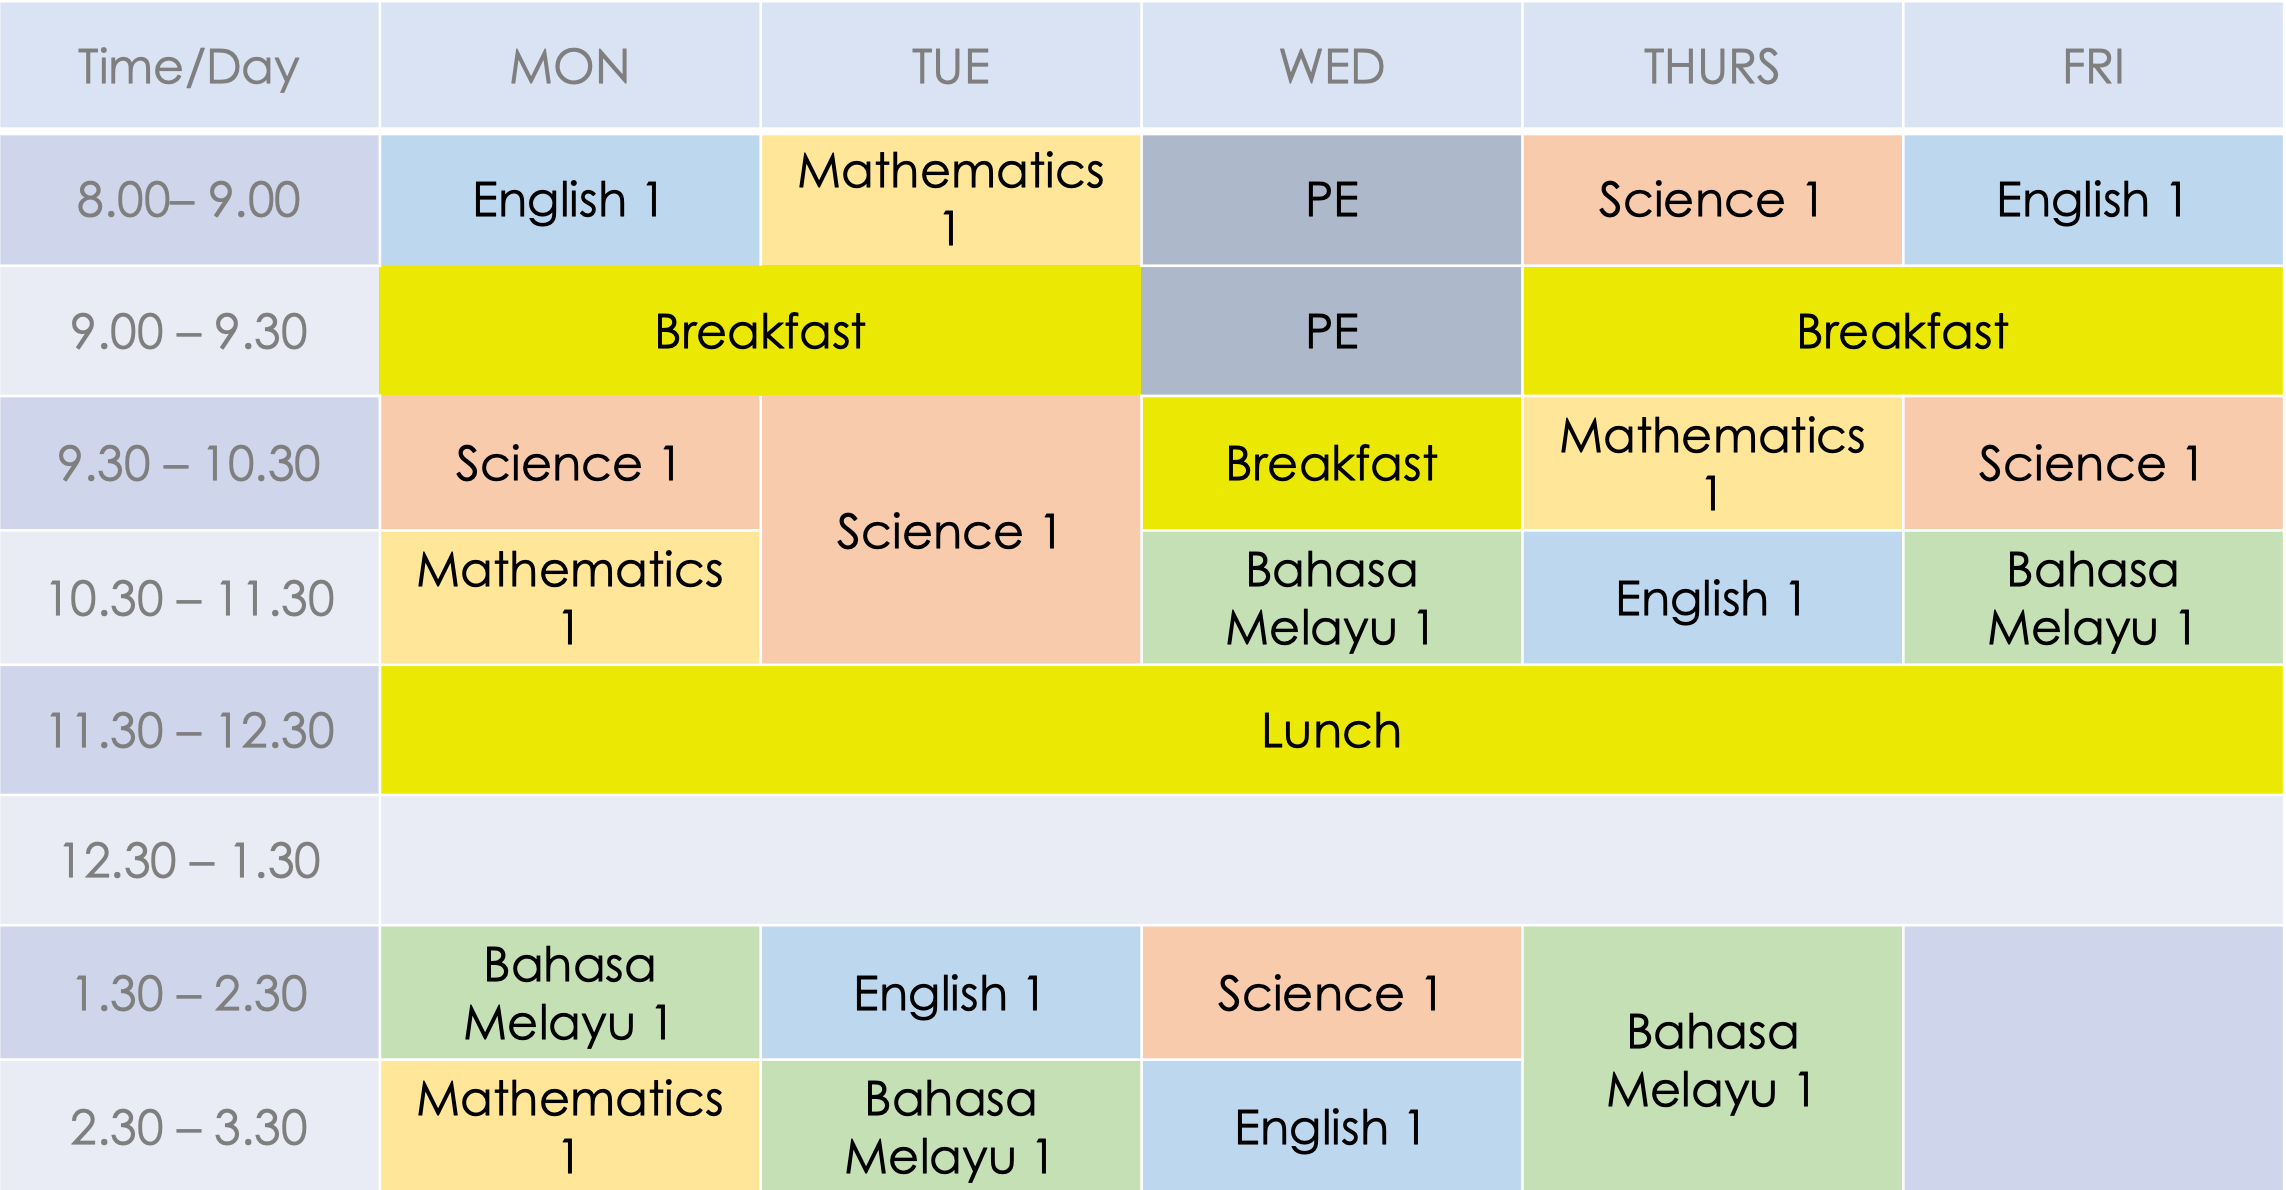 Time/Day MON TUE WED THURS FRI
8.00– 9.00 English 1 Mathematics 1 PE Science 1 English 1
9.00 – 9.30 Breakfast PE Breakfast
9.30 – 10.30 Science 1 Science 1 Breakfast Mathematics 1 Science 1
10.30 – 11.30 Mathematics 1 Bahasa Melayu 1 English 1 Bahasa Melayu 1
11.30 – 12.30 Lunch
12.30 – 1.30
1.30 – 2.30 Bahasa Melayu 1 English 1 Science 1 Bahasa Melayu 1
2.30 – 3.30 Mathematics 1 Bahasa Melayu 1 English 1